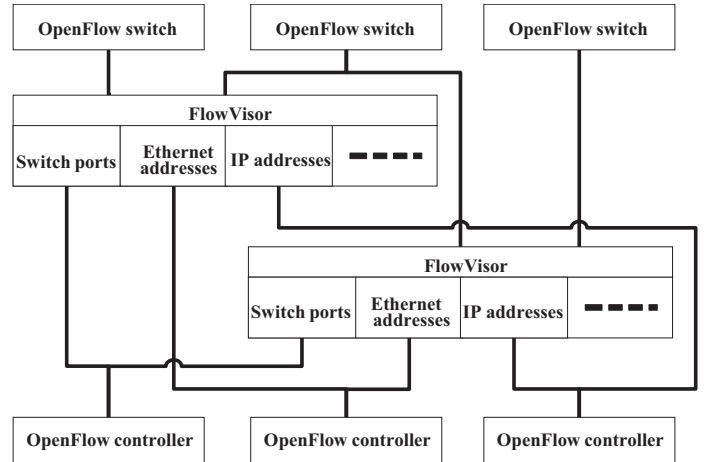 OpenFlow switch
OpenFlow switch
OpenFlow switch
FlowVisor
Switch ports
Ethernet
addresses
IP addresses
FlowVisor
Switch ports
Ethernet
addresses
IP addresses
OpenFlow controller
OpenFlow controller
OpenFlow controller